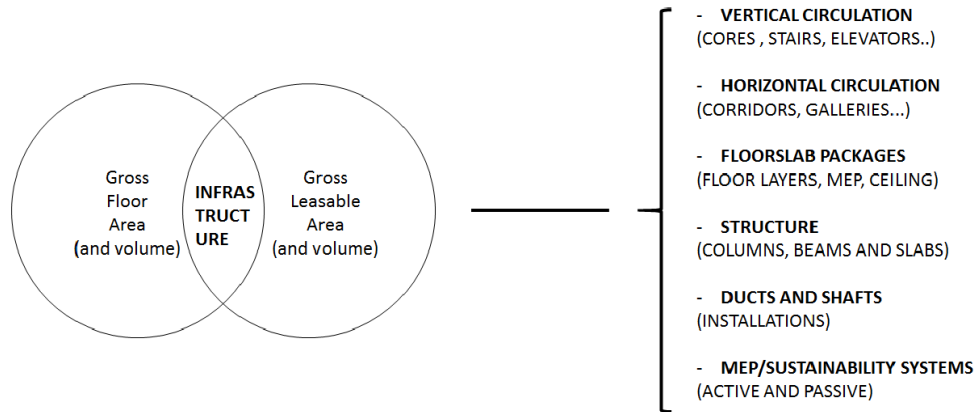 Gross
Floor
Area
(and volume)
INFRAS
TRUCT
URE
Gross
Leasable
Area
(and volume)
- VERTICAL CIRCULATION
(CORES , STAIRS, ELEVATORS..)
- HORIZONTAL CIRCULATION
(CORRIDORS, GALLERIES...)
- FLOORSLAB PACKAGES
(FLOOR LAYERS, MEP, CEILING)
- STRUCTURE
(COLUMNS, BEAMS AND SLABS)
- DUCTS AND SHAFTS
(INSTALLATIONS)
- MEP/SUSTAINABILITY SYSTEMS
(ACTIVE AND PASSIVE)